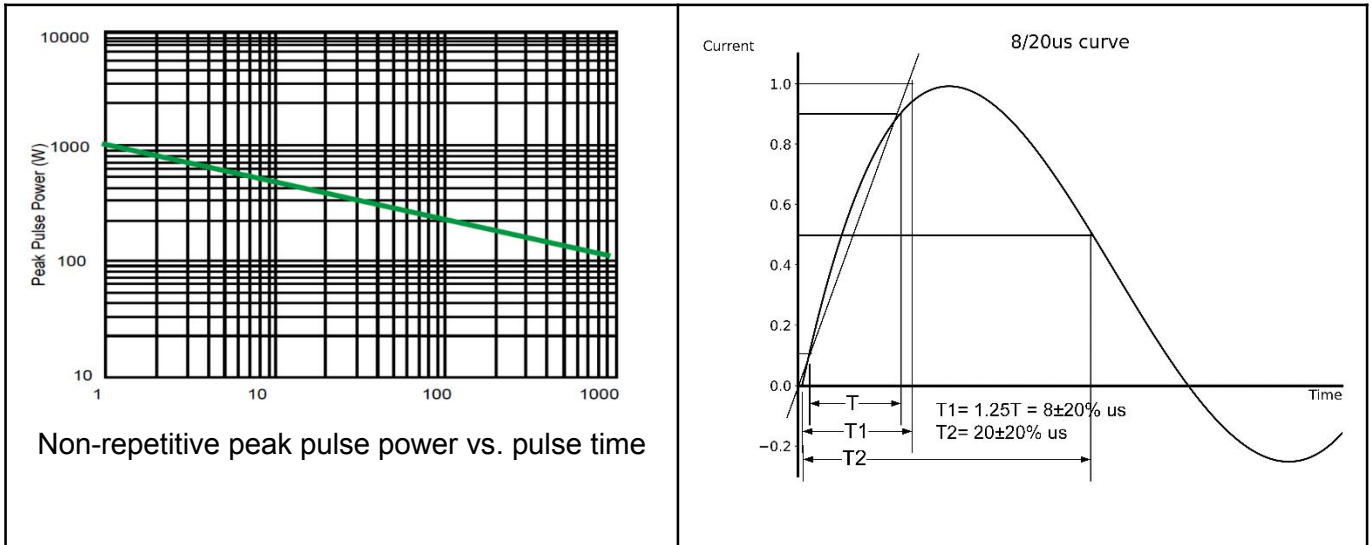 10000
1000
100
10
Peak Pulse Power (W)
1
10
100
1000
Non-repetitive peak pulse power vs. pulse time
8/20us curve
Current
1.0
0.8
0.6
0.4
0.2
0.0
−0.2
Time
T
T1
T2
T1= 1.25T = 8±20% us
T2= 20±20% us